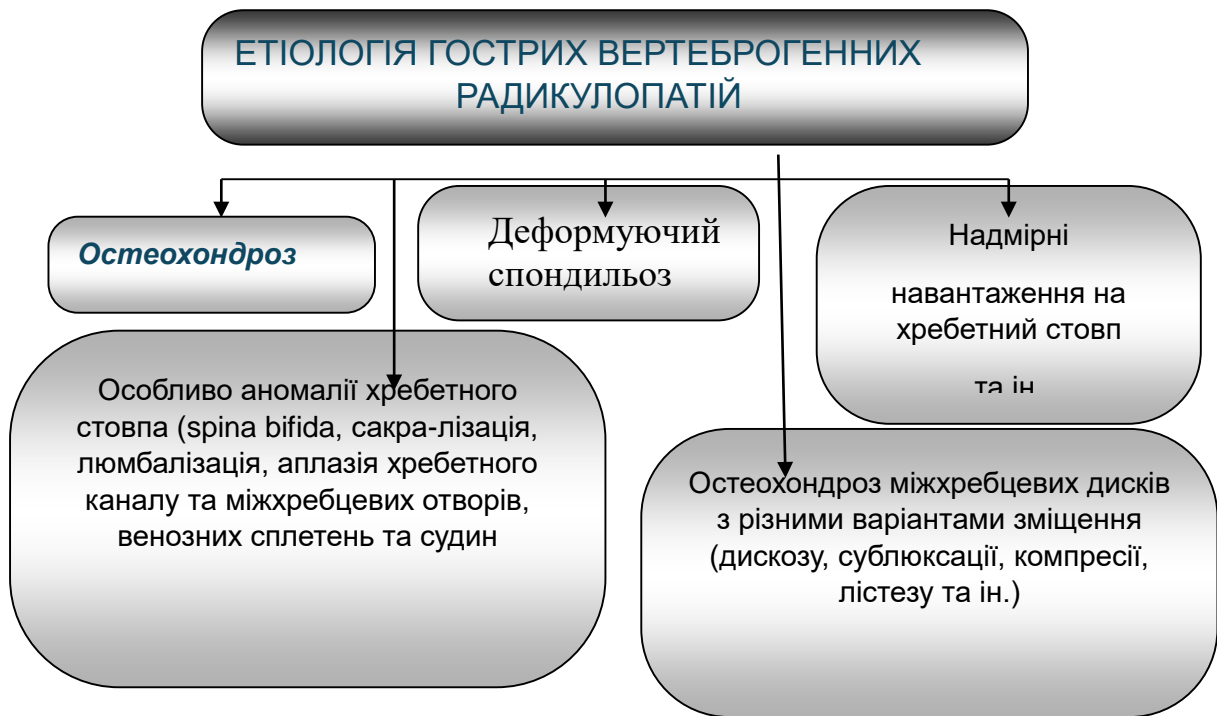 ЕТІОЛОГІЯ ГОСТРИХ ВЕРТЕБРОГЕННИХ
РАДИКУЛОПАТІЙ
Остеохондроз
Деформуючий
спондильоз
Надмірні
навантаження на
хребетний стовп
та ін
Особливо аномалії хребетного
стовпа (spina bifida, сакра-лізація,
люмбалізація, аплазія хребетного
каналу та міжхребцевих отворів,
венозних сплетень та судин
Остеохондроз міжхребцевих дисків
з різними варіантами зміщення
(дискозу, сублюксації, компресії,
лістезу та ін.)